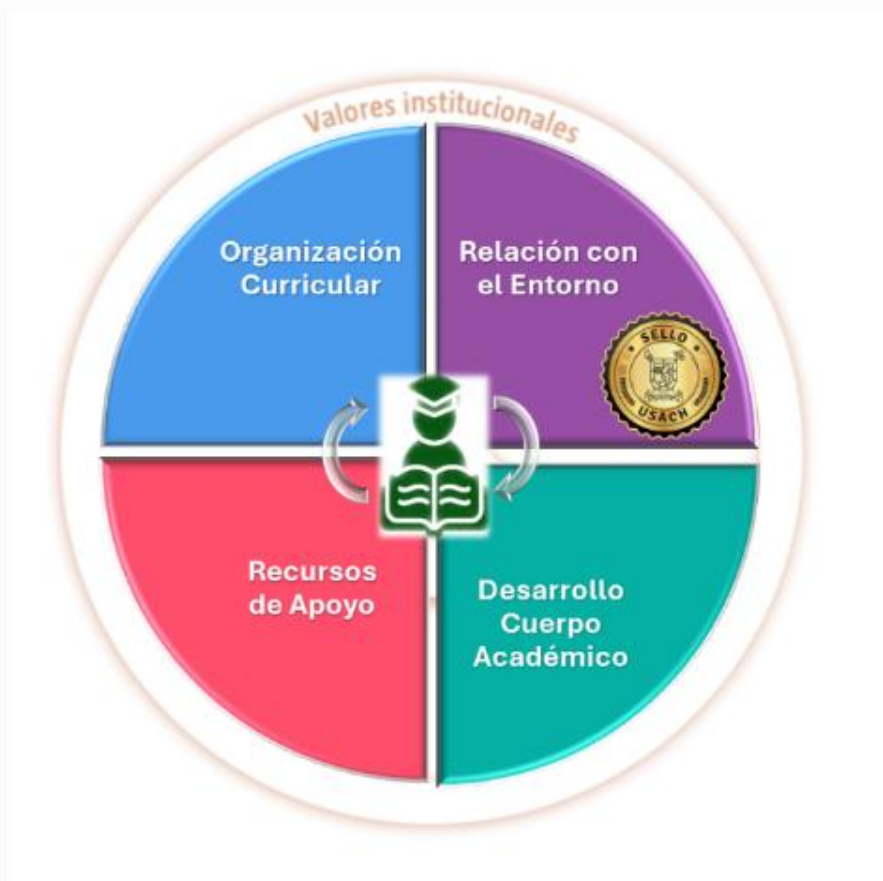 Valores institucionales
Organización
Curricular
Relación con
el Entorno
SELLO
USACH
Recursos
de Apoyo
Desarrollo
Cuerpo
Académico